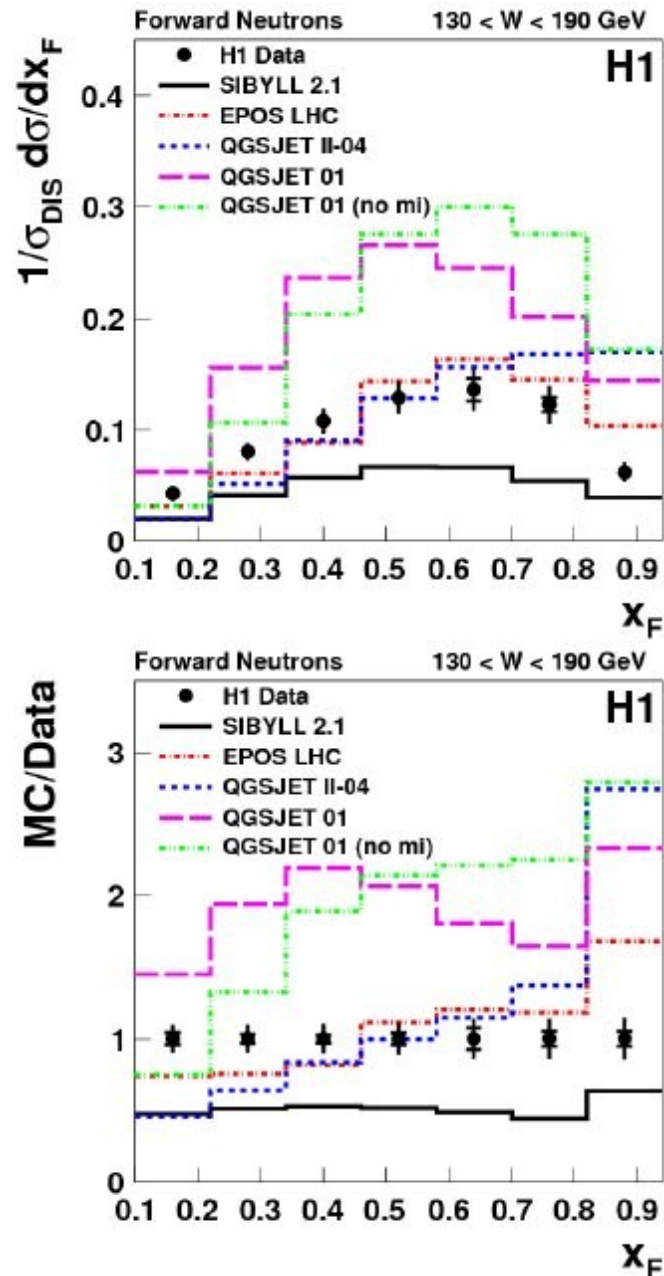 Forward Neutrons 130 < W < 190 GeV
H1
H1 Data
SIBYLL 2.1
EPOS LHC
QGSJET II-04
QGSJET 01
QGSJET 01 (no mi)
1/σDIS dσ/dxF
0.4
0.3
0.2
0.1
0
0.1 0.2 0.3 0.4 0.5 0.6 0.7 0.8 0.9
xF
Forward Neutrons 130 < W < 190 GeV
H1
H1 Data
SIBYLL 2.1
EPOS LHC
QGSJET II-04
QGSJET 01
QGSJET 01 (no mi)
MC/Data
3
2
1
0
0.1 0.2 0.3 0.4 0.5 0.6 0.7 0.8 0.9
xF